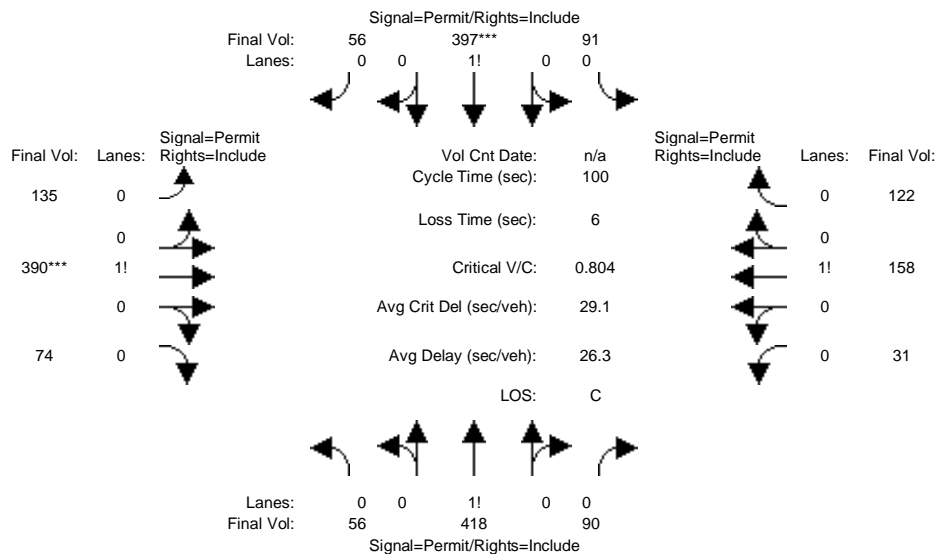 Signal=Permit/Rights=Include
Final Vol: 56 397*** 91
Lanes: 0 0 1! 0 0
Signal=Permit
Final Vol: Lanes: Rights=Include
Vol Cnt Date: n/a
Signal=Permit
Rights=Include Lanes: Final Vol:
Cycle Time (sec): 100
135 0
0 122
Loss Time (sec): 6
0
0
390*** 1!
Critical V/C: 0.804
1! 158
0
Avg Crit Del (sec/veh): 29.1
0
74 0
Avg Delay (sec/veh): 26.3
0 31
LOS: C
Lanes: 0 0 1! 0 0
Final Vol: 56 418 90
Signal=Permit/Rights=Include